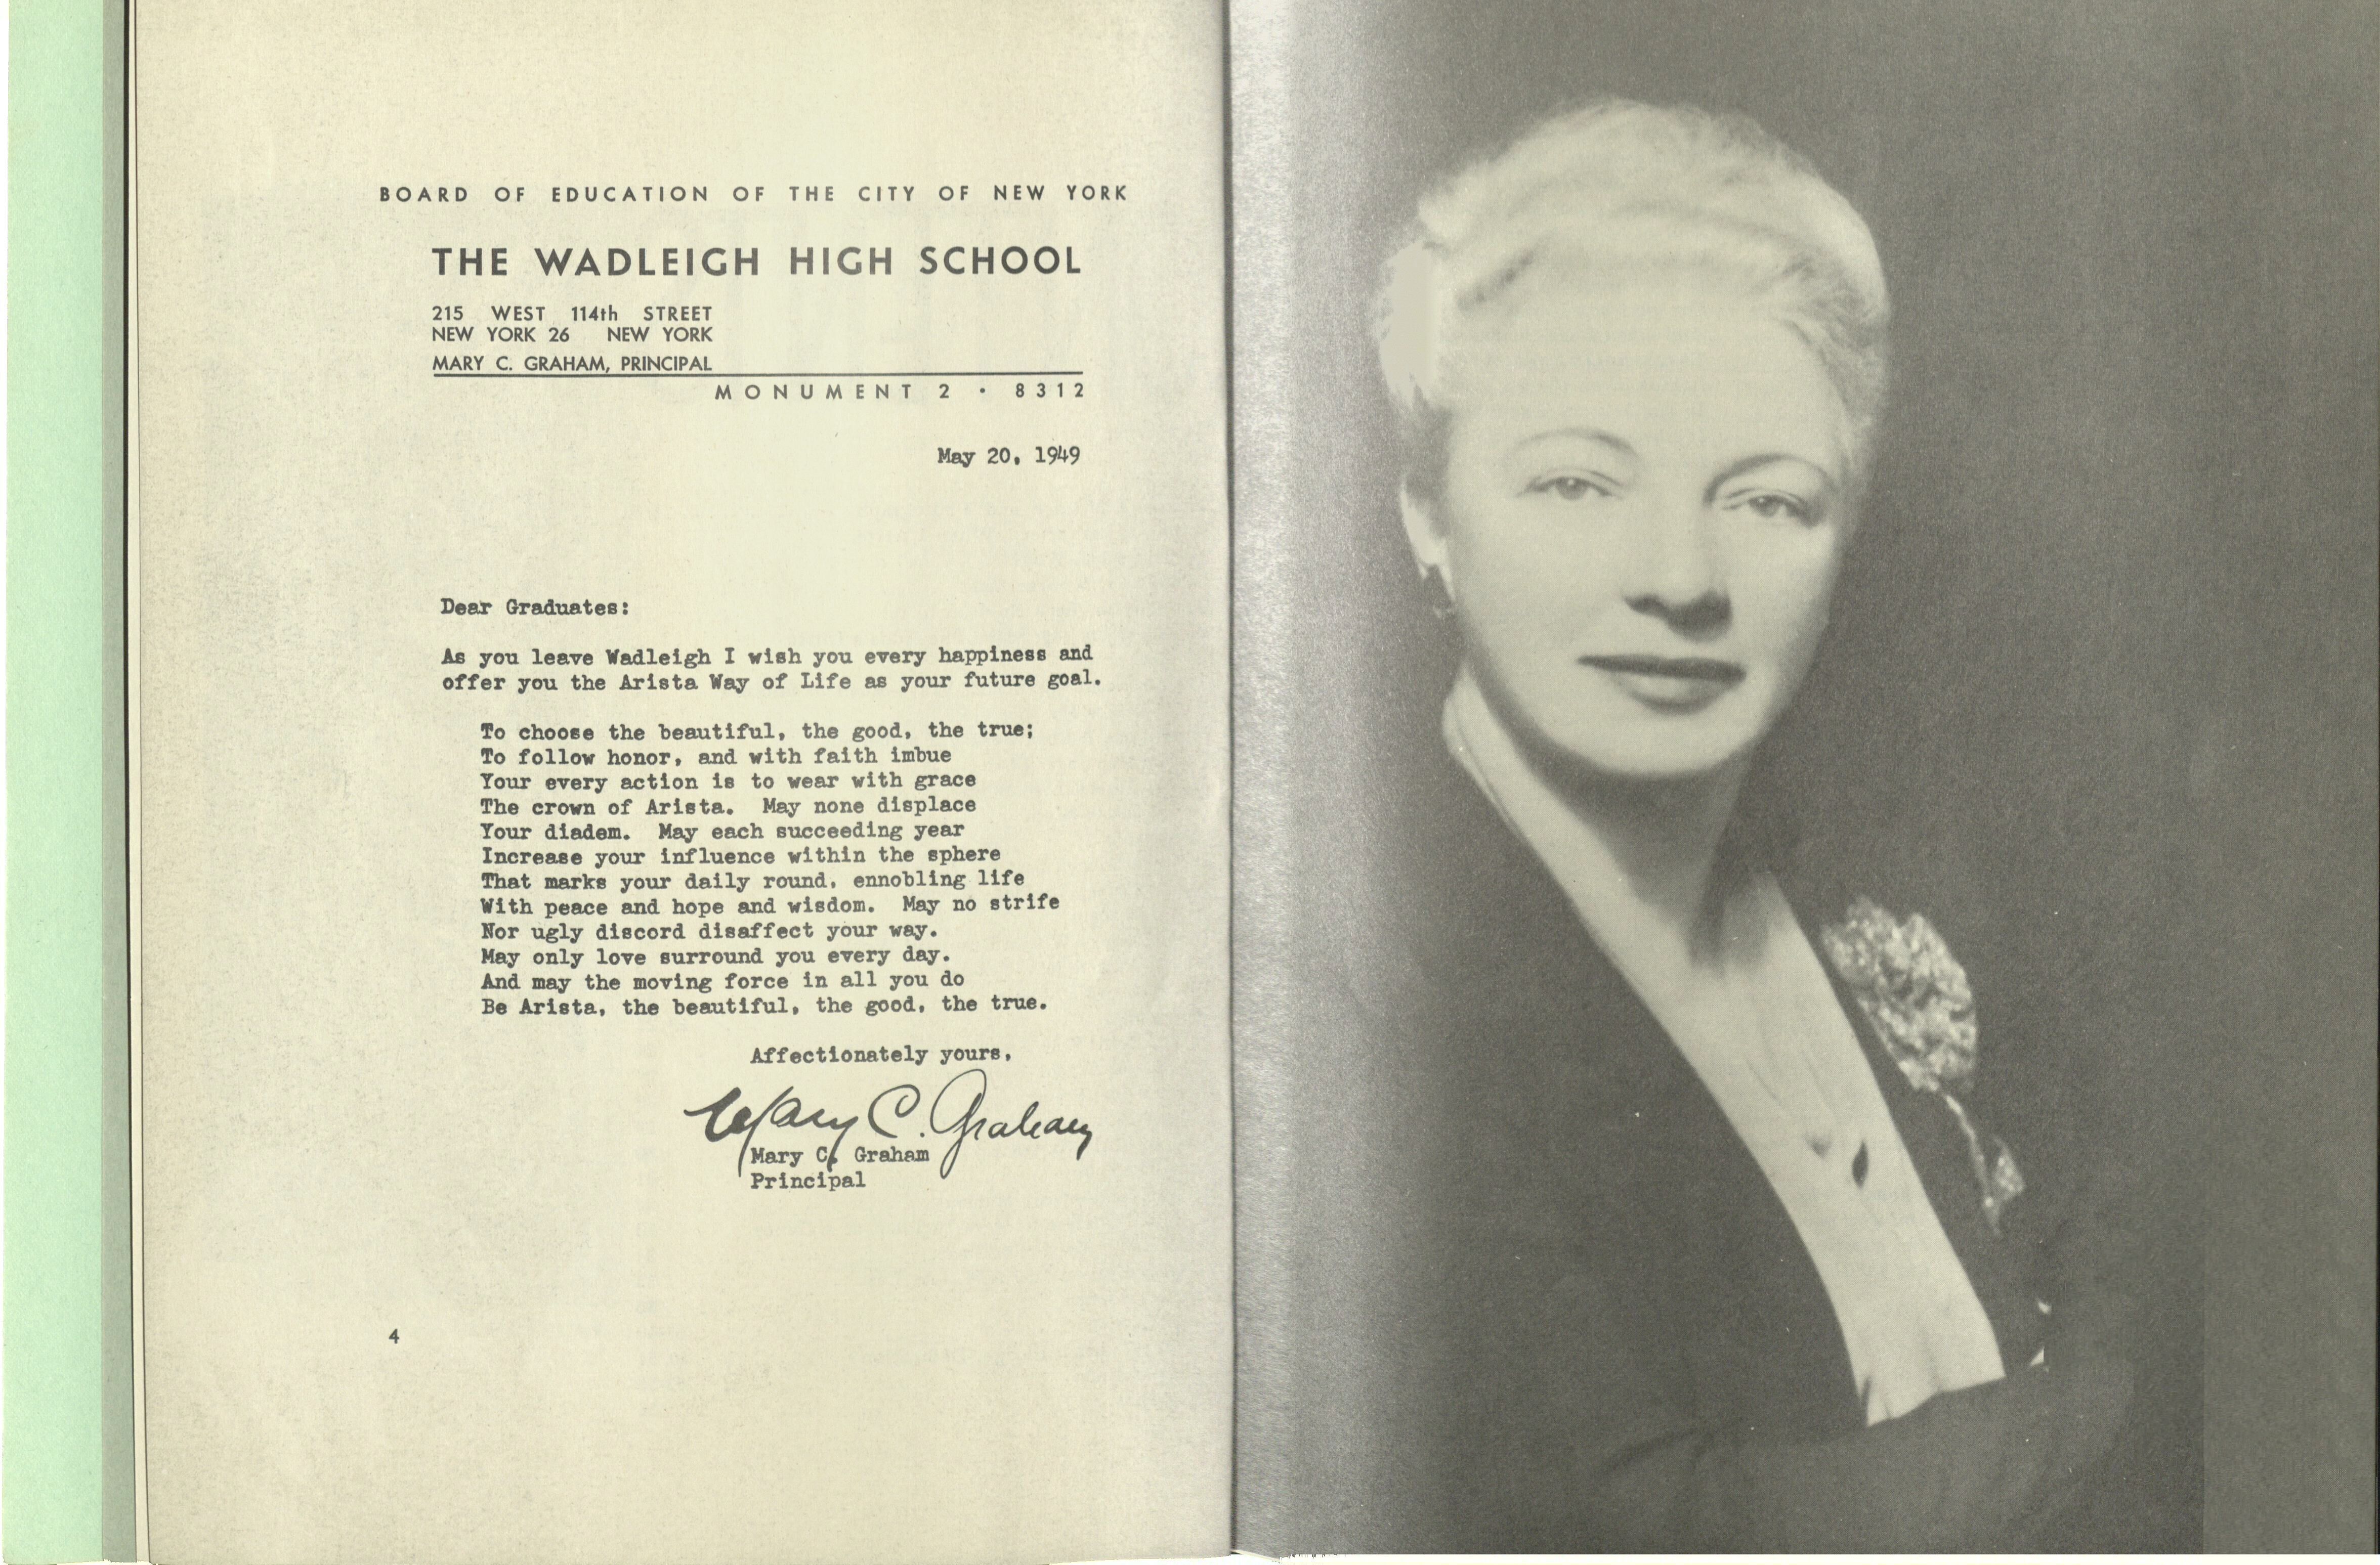 BOARD OF EDUCATION OF THE CITY OF NEW YORK
THE WADLEIGH HIGH SCHOOL
215 WEST 114th STREET
NEW YORK 26 NEW YORK
MARY C. GRAHAM, PRINCIPAL
MONUMENT 2 · 8312
May 20, 1949
Dear Graduates:
As you leave Wadleigh I wish you every happiness and
offer you the Arista Way of Life as your future goal.
To choose the beautiful, the good, the true;
To follow honor, and with faith imbue
Your every action is to wear with grace
The crown of Arista. May none displace
Your diadem. May each succeeding year
Increase your influence within the sphere
That marks your daily round, ennobling life
With peace and hope and wisdom. May no strife
Nor ugly discord disaffect your way.
May only love surround you every day.
And may the moving force in all you do
Be Arista, the beautiful, the good, the true.
Affectionately yours,
Mary C. Graham
Mary C. Graham
Principal
4